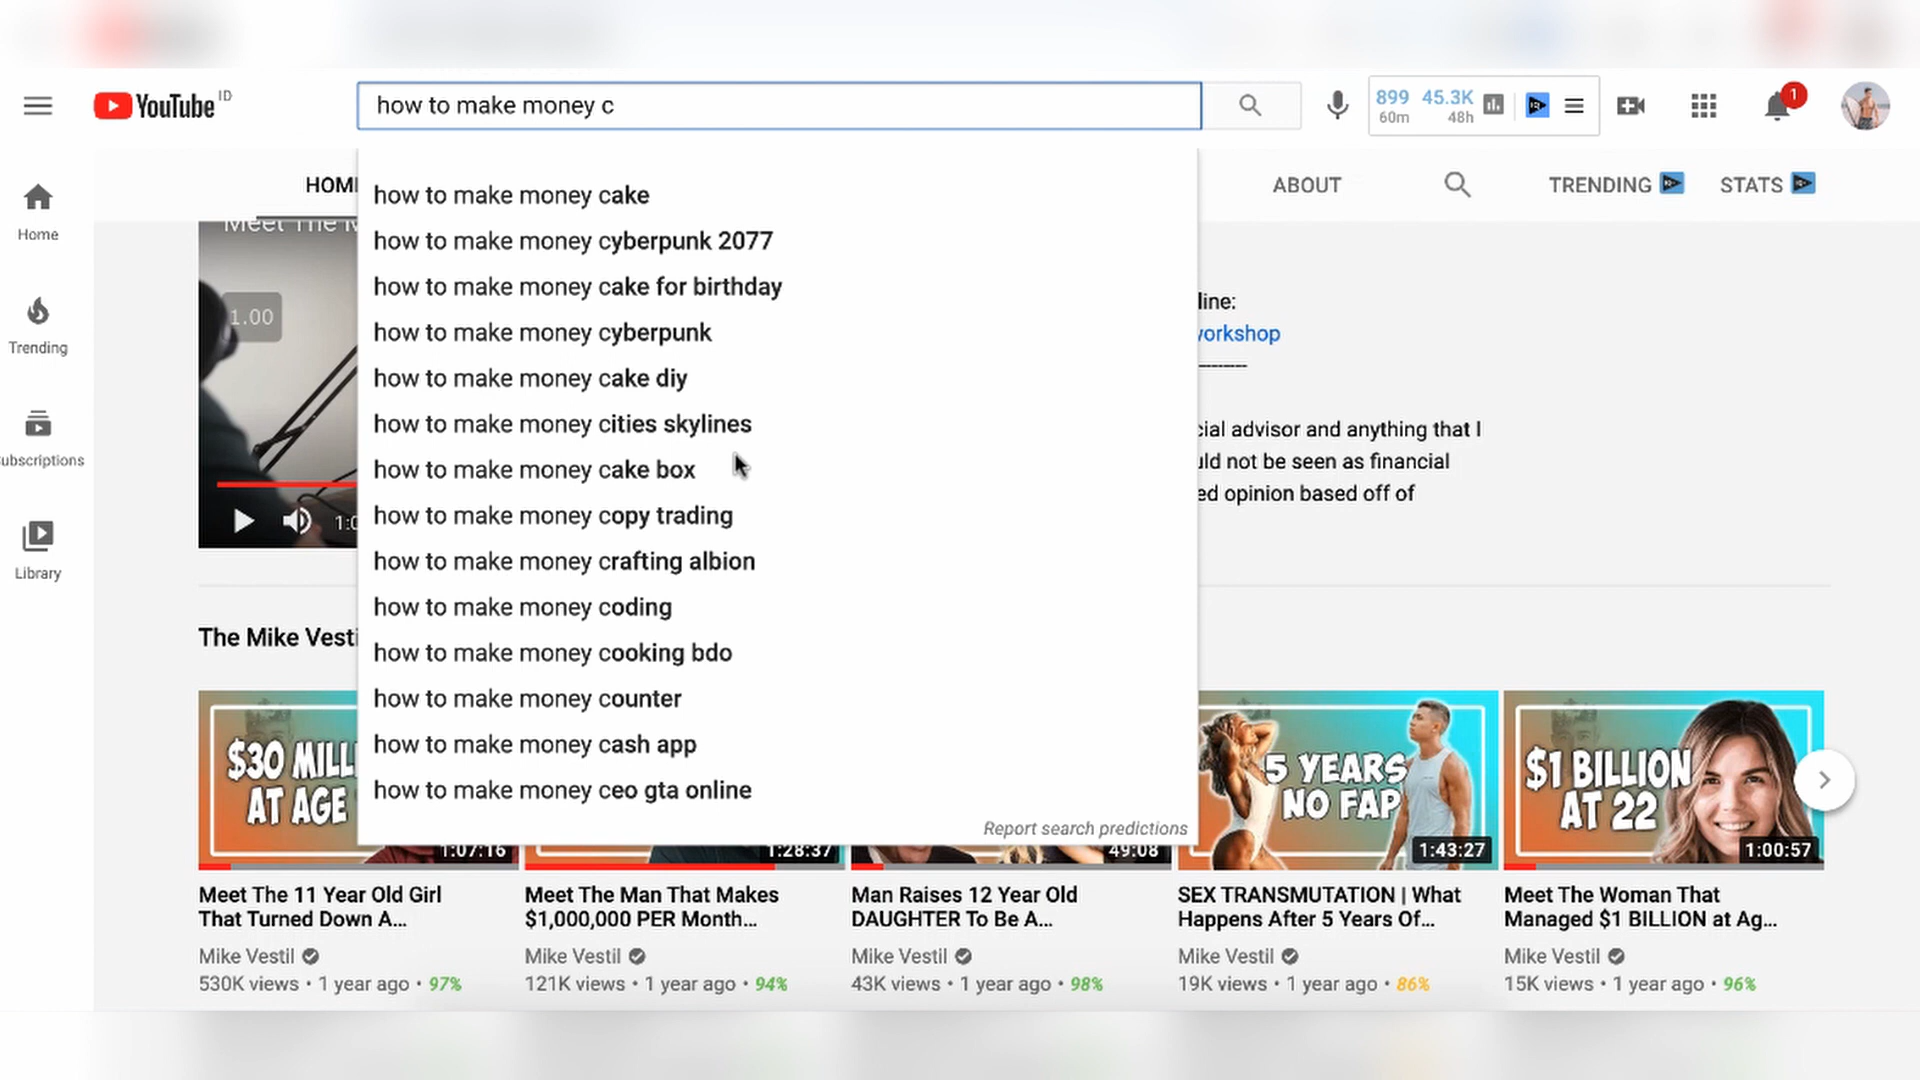 YouTube ID
how to make money c
899 45.3K
60m 48h
1
HOM
ABOUT
TRENDING
STATS
Home
Trending
ubscriptions
Library
how to make money cake
how to make money cyberpunk 2077
how to make money cake for birthday
how to make money cyberpunk
how to make money cake diy
how to make money cities skylines
how to make money cake box
how to make money copy trading
how to make money crafting albion
how to make money coding
how to make money cooking bdo
how to make money counter
how to make money cash app
how to make money ceo gta online
Report search predictions
Meet The M
1.00
1:0
line:
workshop
cial advisor and anything that I
uld not be seen as financial
ed opinion based off of
The Mike Vesti
$30 MILL
AT AGE
1:07:16
1:28:37
49:08
5 YEARS
NO FAP
1:43:27
$1 BILLION
AT 22
1:00:57
Meet The 11 Year Old Girl
That Turned Down A...
Mike Vestil
530K views • 1 year ago • 97%
Meet The Man That Makes
$1,000,000 PER Month...
Mike Vestil
121K views • 1 year ago • 94%
Man Raises 12 Year Old
DAUGHTER To Be A...
Mike Vestil
43K views • 1 year ago • 98%
SEX TRANSMUTATION | What
Happens After 5 Years Of...
Mike Vestil
19K views • 1 year ago • 86%
Meet The Woman That
Managed $1 BILLION at Ag...
Mike Vestil
15K views • 1 year ago • 96%